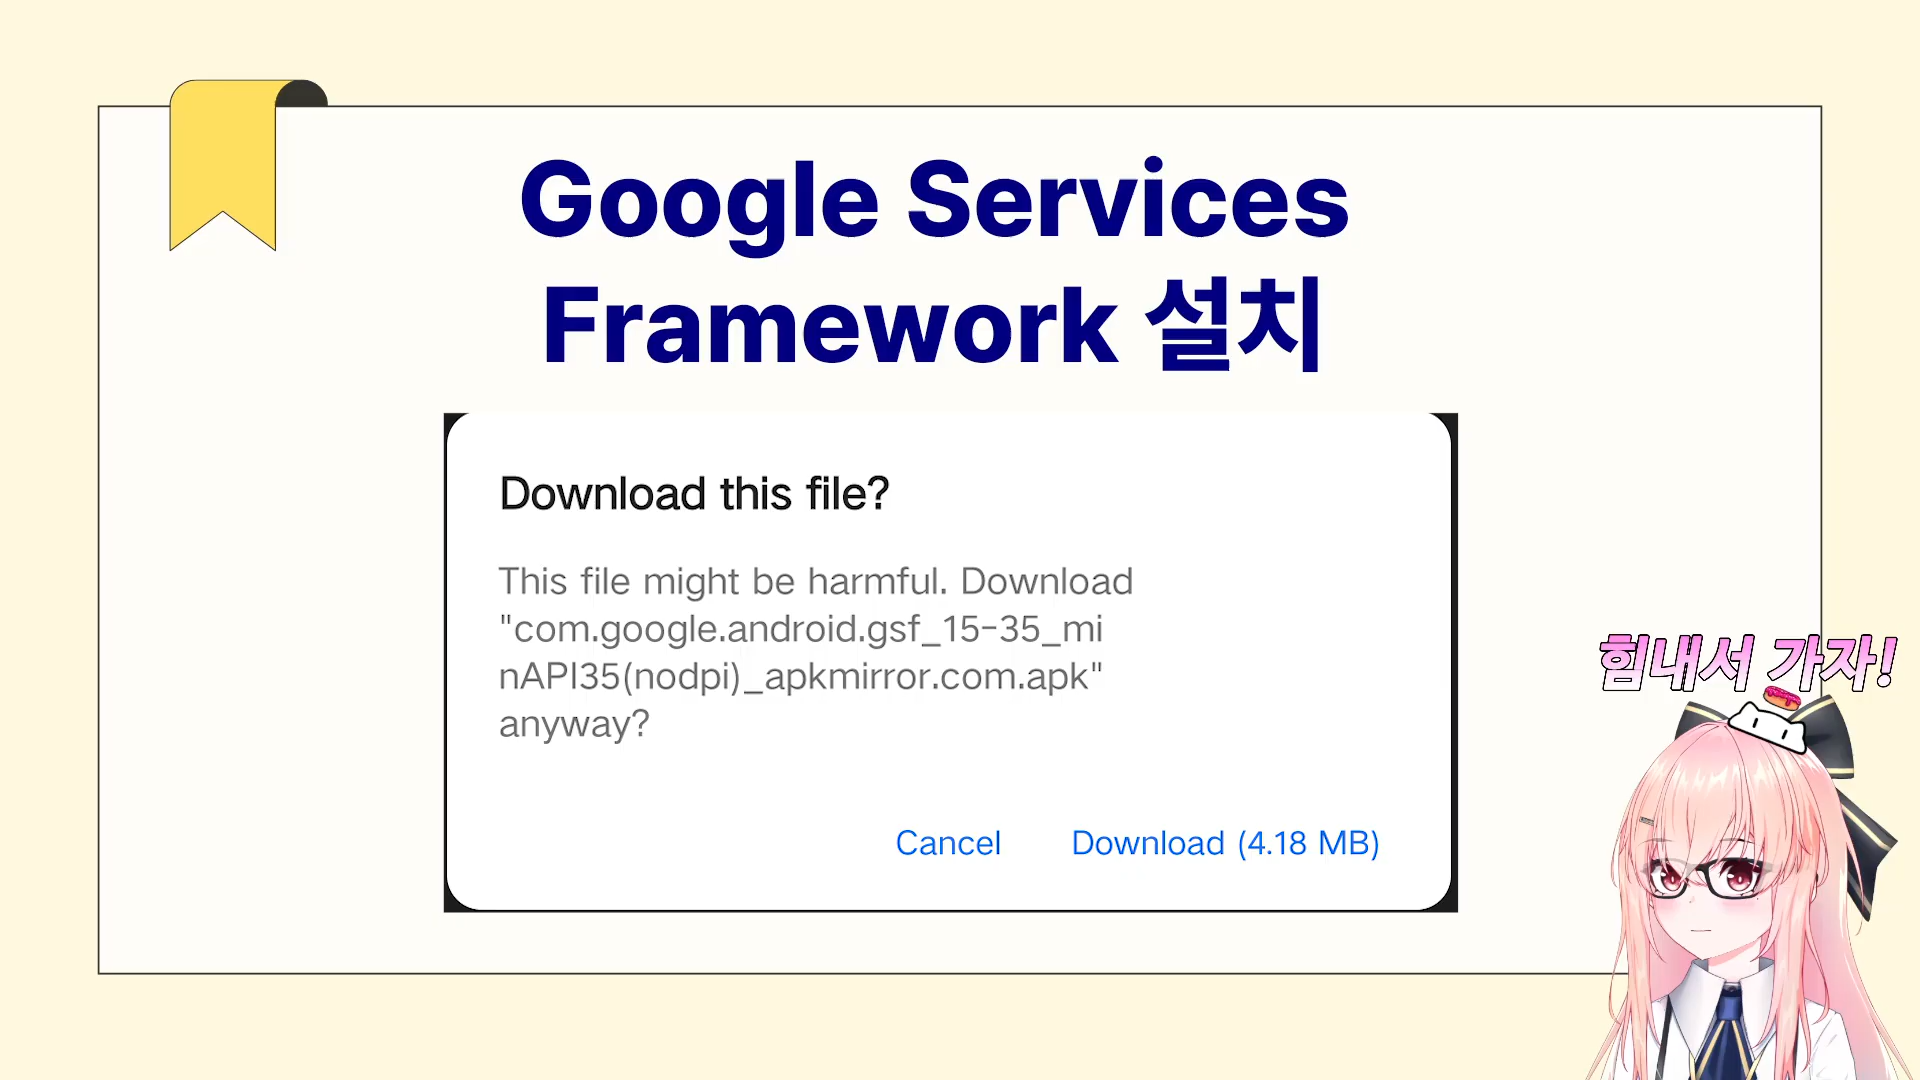 Google Services
Framework 설치
Download this file?
This file might be harmful. Download
"com.google.android.gsf_15-35_mi
nAPI35(nodpi)_apkmirror.com.apk"
anyway?
Cancel
Download (4.18 MB)
힘내서 가자!